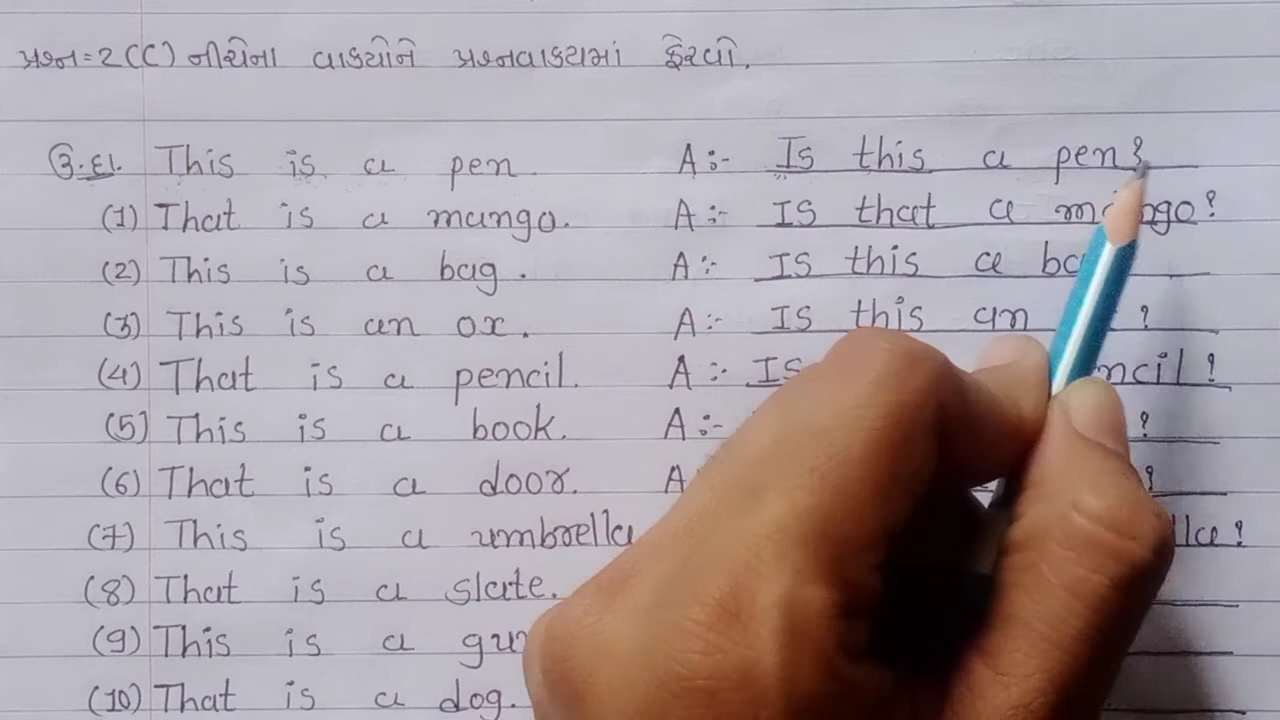 પ્રશ્ન=2 (C) નીચેના વાકયોને પ્રશ્નવાકયમાં ફેરવો.
ઉ.દા. This is a pen A:- Is this a pen?
(1) That is a mango. A:- IS that a mango?
(2) This is a bag. A:- IS this a
(3) This is an ox. A:- IS this an ?
(4) That is a pencil. A:- IS ?
(5) This is a book. A:- ?
(6) That is a door. A ?
(7) This is a umbrella ?
(8) That is a slate.
(9) This is a
(10) That is a dog.